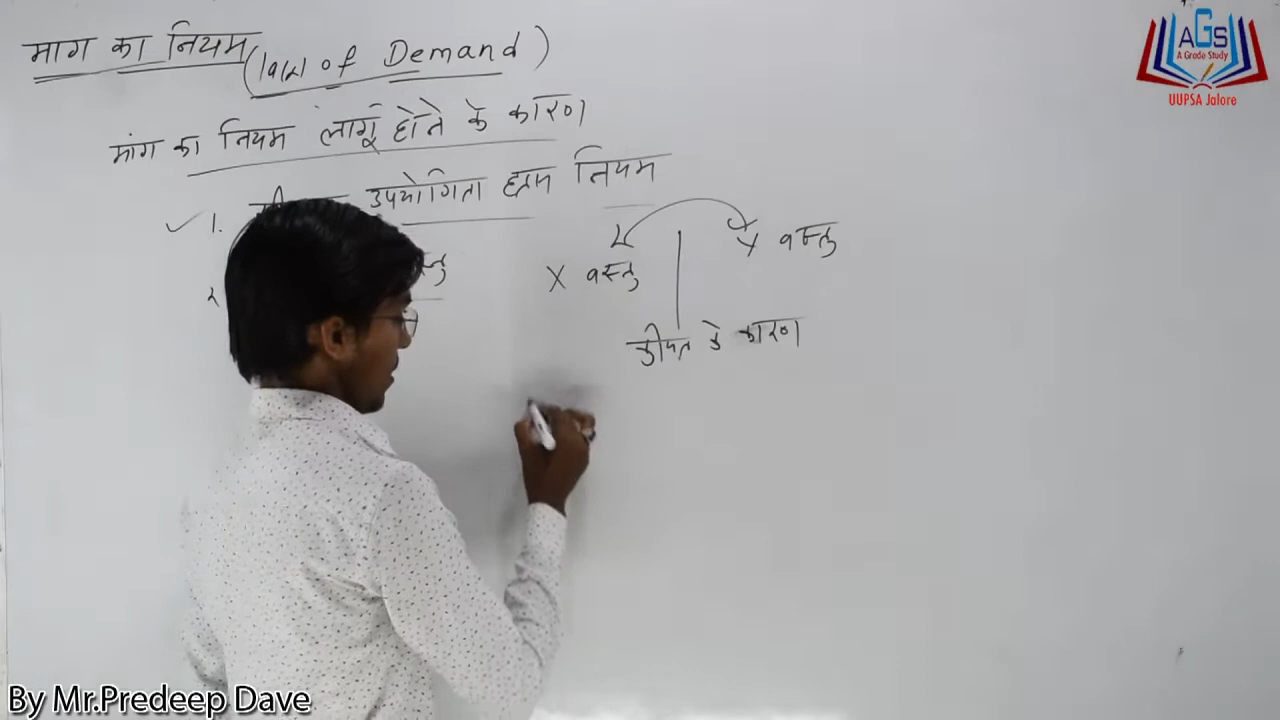 माग का नियम (law of Demand)
मांग का नियम लागू होने के कारण
1. उपयोगिता ह्रास नियम
2
X वस्तु
Y वस्तु
कीमत के कारण
AGS
A Grade Study
UUPSA Jalore
By Mr.Predeep Dave